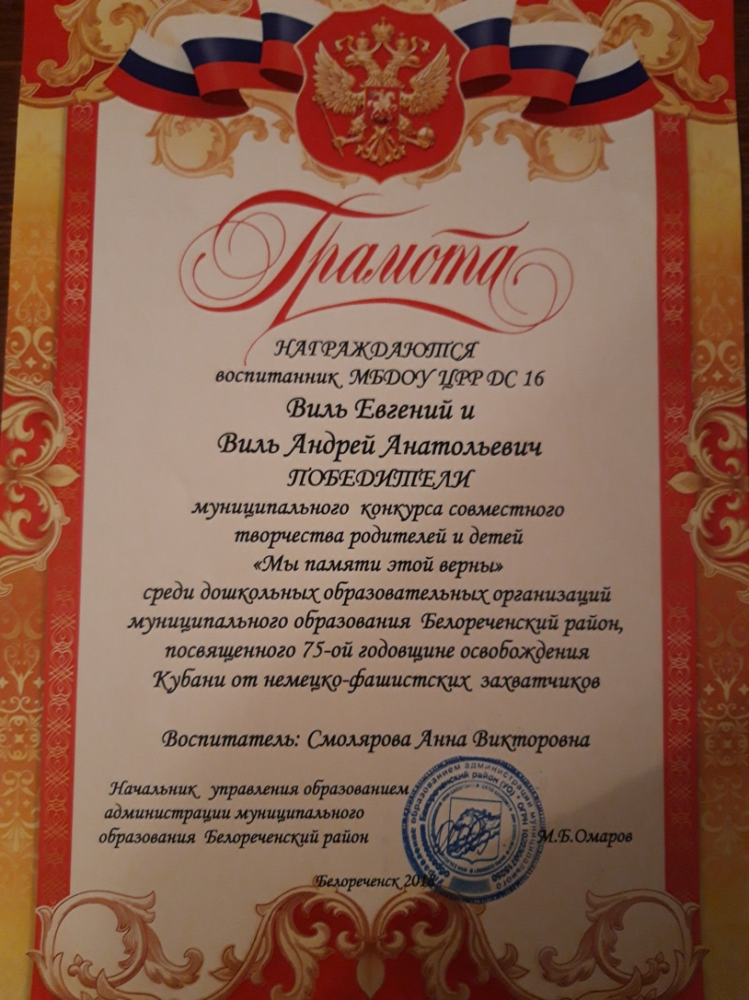 Грамота
НАГРАЖДАЮТСЯ
воспитанник МБДОУ ЦРР ДС 16
Виль Евгений и
Виль Андрей Анатольевич
ПОБЕДИТЕЛИ
муниципального конкурса совместного
творчества родителей и детей
«Мы памяти этой верны»
среди дошкольных образовательных организаций
муниципального образования Белореченский район,
посвященного 75-ой годовщине освобождения
Кубани от немецко-фашистских захватчиков
Воспитатель: Смолярова Анна Викторовна
Начальник управления образованием
администрации муниципального
образования Белореченский район
М.Б.Омаров
Белореченск